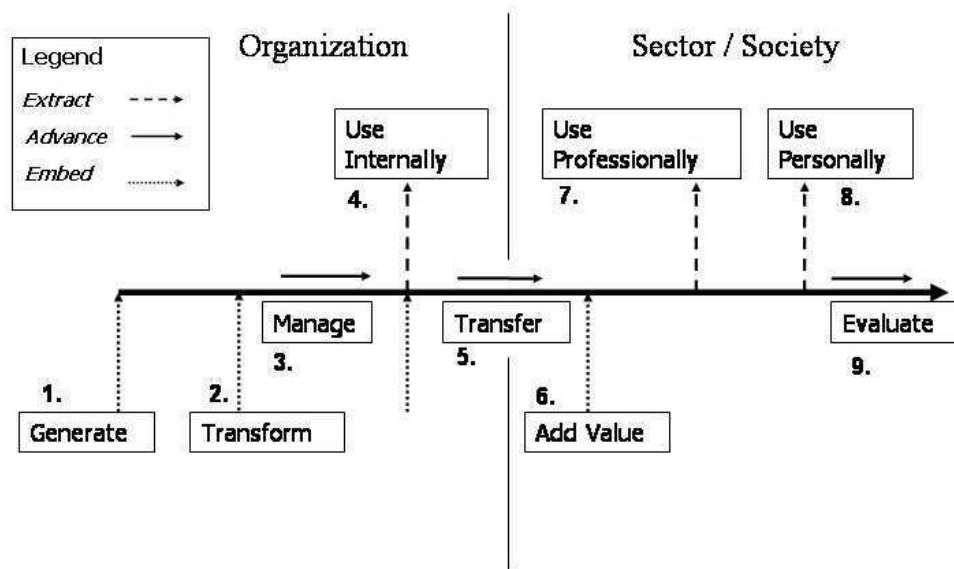 Organization
Sector / Society
Legend
Extract
Advance
Embed
Use
Internally
4.
Use
Professionally
7.
Use
Personally
8.
Manage
3.
Transfer
5.
Evaluate
9.
1.
Generate
2.
Transform
6.
Add Value